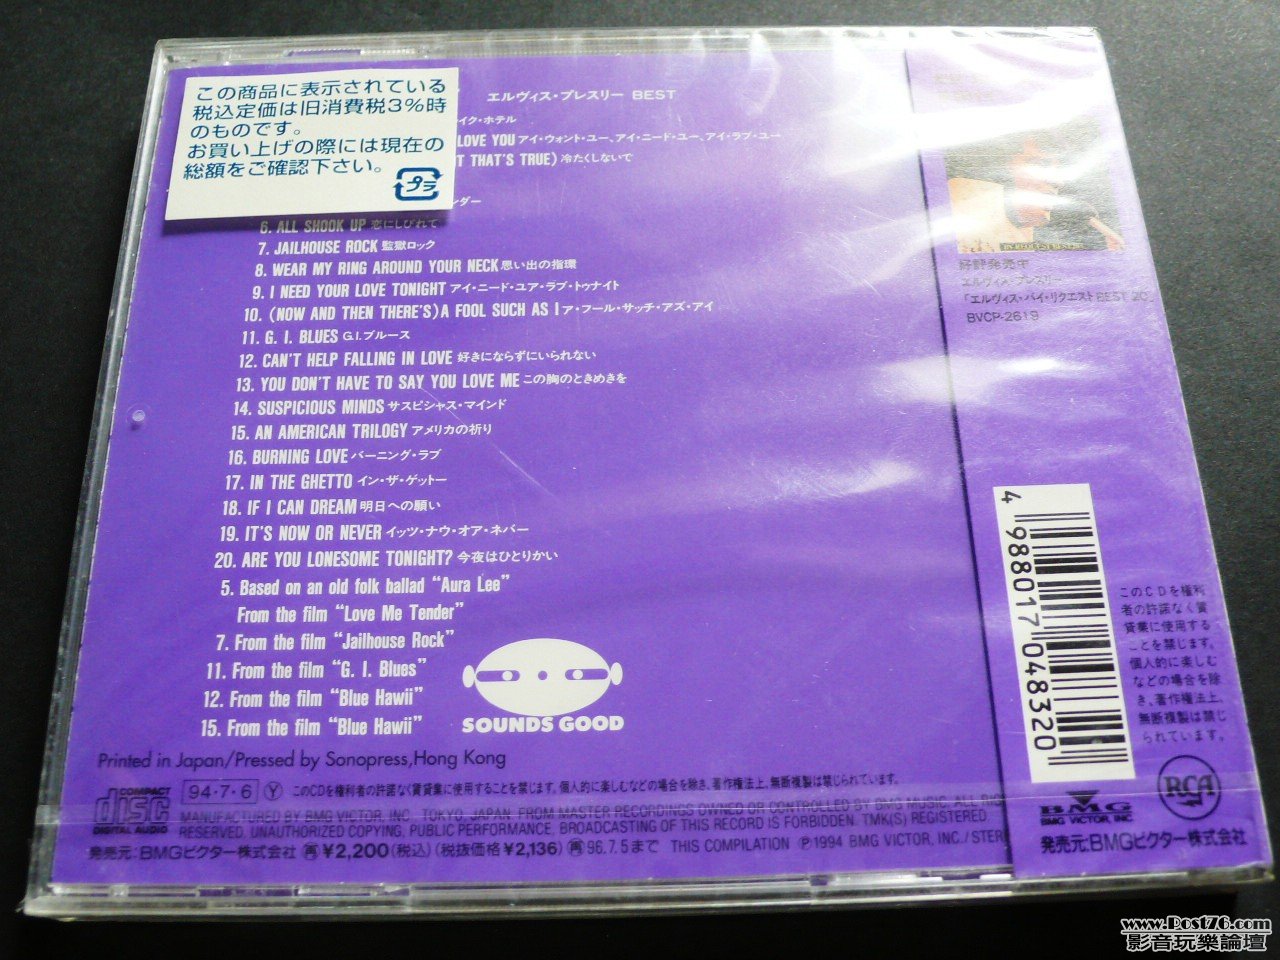 この商品に表示されている
税込定価は旧消費税3%時
のものです。
お買い上げの際には現在の
総額をご確認下さい。
プラ
エルヴィス・プレスリー BEST
イク・ホテル
LOVE YOU アイ・ウォント・ユー、アイ・ニード・ユー、アイ・ラブ・ユー
T THAT'S TRUE) 冷たくしないで
ンダー
6. ALL SHOOK UP 恋にしびれて
7. JAILHOUSE ROCK 監獄ロック
8. WEAR MY RING AROUND YOUR NECK 思い出の指環
9. I NEED YOUR LOVE TONIGHT アイ・ニード・ユア・ラブ・トゥナイト
10. (NOW AND THEN THERE'S) A FOOL SUCH AS I ア・フール・サッチ・アズ・アイ
11. G. I. BLUES G.I.ブルース
12. CAN'T HELP FALLING IN LOVE 好きにならずにいられない
13. YOU DON'T HAVE TO SAY YOU LOVE ME この胸のときめきを
14. SUSPICIOUS MINDS サスピシャス・マインド
15. AN AMERICAN TRILOGY アメリカの祈り
16. BURNING LOVE バーニング・ラブ
17. IN THE GHETTO イン・ザ・ゲットー
18. IF I CAN DREAM 明日への願い
19. IT'S NOW OR NEVER イッツ・ナウ・オア・ネバー
20. ARE YOU LONESOME TONIGHT? 今夜はひとりかい
5. Based on an old folk ballad "Aura Lee"
From the film "Love Me Tender"
7. From the film "Jailhouse Rock"
11. From the film "G. I. Blues"
12. From the film "Blue Hawii"
15. From the film "Blue Hawii"
SOUNDS GOOD
Printed in Japan/Pressed by Sonopress,Hong Kong
COMPACT disc DIGITAL AUDIO
94・7・6 Y このCDを権利者の許諾なく賃貸業に使用することを禁じます。個人的に楽しむなどの場合を除き、著作権法上、無断複製は禁じられています。
MANUFACTURED BY BMG VICTOR, INC. TOKYO, JAPAN. FROM MASTER RECORDINGS OWNED OR CONTROLLED BY BMG MUSIC. ALL RIG
RESERVED. UNAUTHORIZED COPYING, PUBLIC PERFORMANCE, BROADCASTING OF THIS RECORD IS FORBIDDEN. TMK(S) REGISTERED.
発売元:BMGビクター株式会社 再 ¥2,200(税込)(税抜価格¥2,136) 再 96.7.5まで THIS COMPILATION ℗1994 BMG VICTOR, INC./STER
BY REQUEST BEST 20
好評発売中
エルヴィス・プレスリー
「エルヴィス・バイ・リクエストBEST 20」
BVCP-2619
4 988017 048320
このCDを権利
者の許諾なく賃
貸業に使用する
ことを禁じます。
個人的に楽しむ
などの場合を除
き、著作権法上、
無断複製は禁じ
られています。
BMG
BMG VICTOR, INC.
RCA
発売元:BMGビクター株式会社
www.Post76.com
影音玩樂論壇